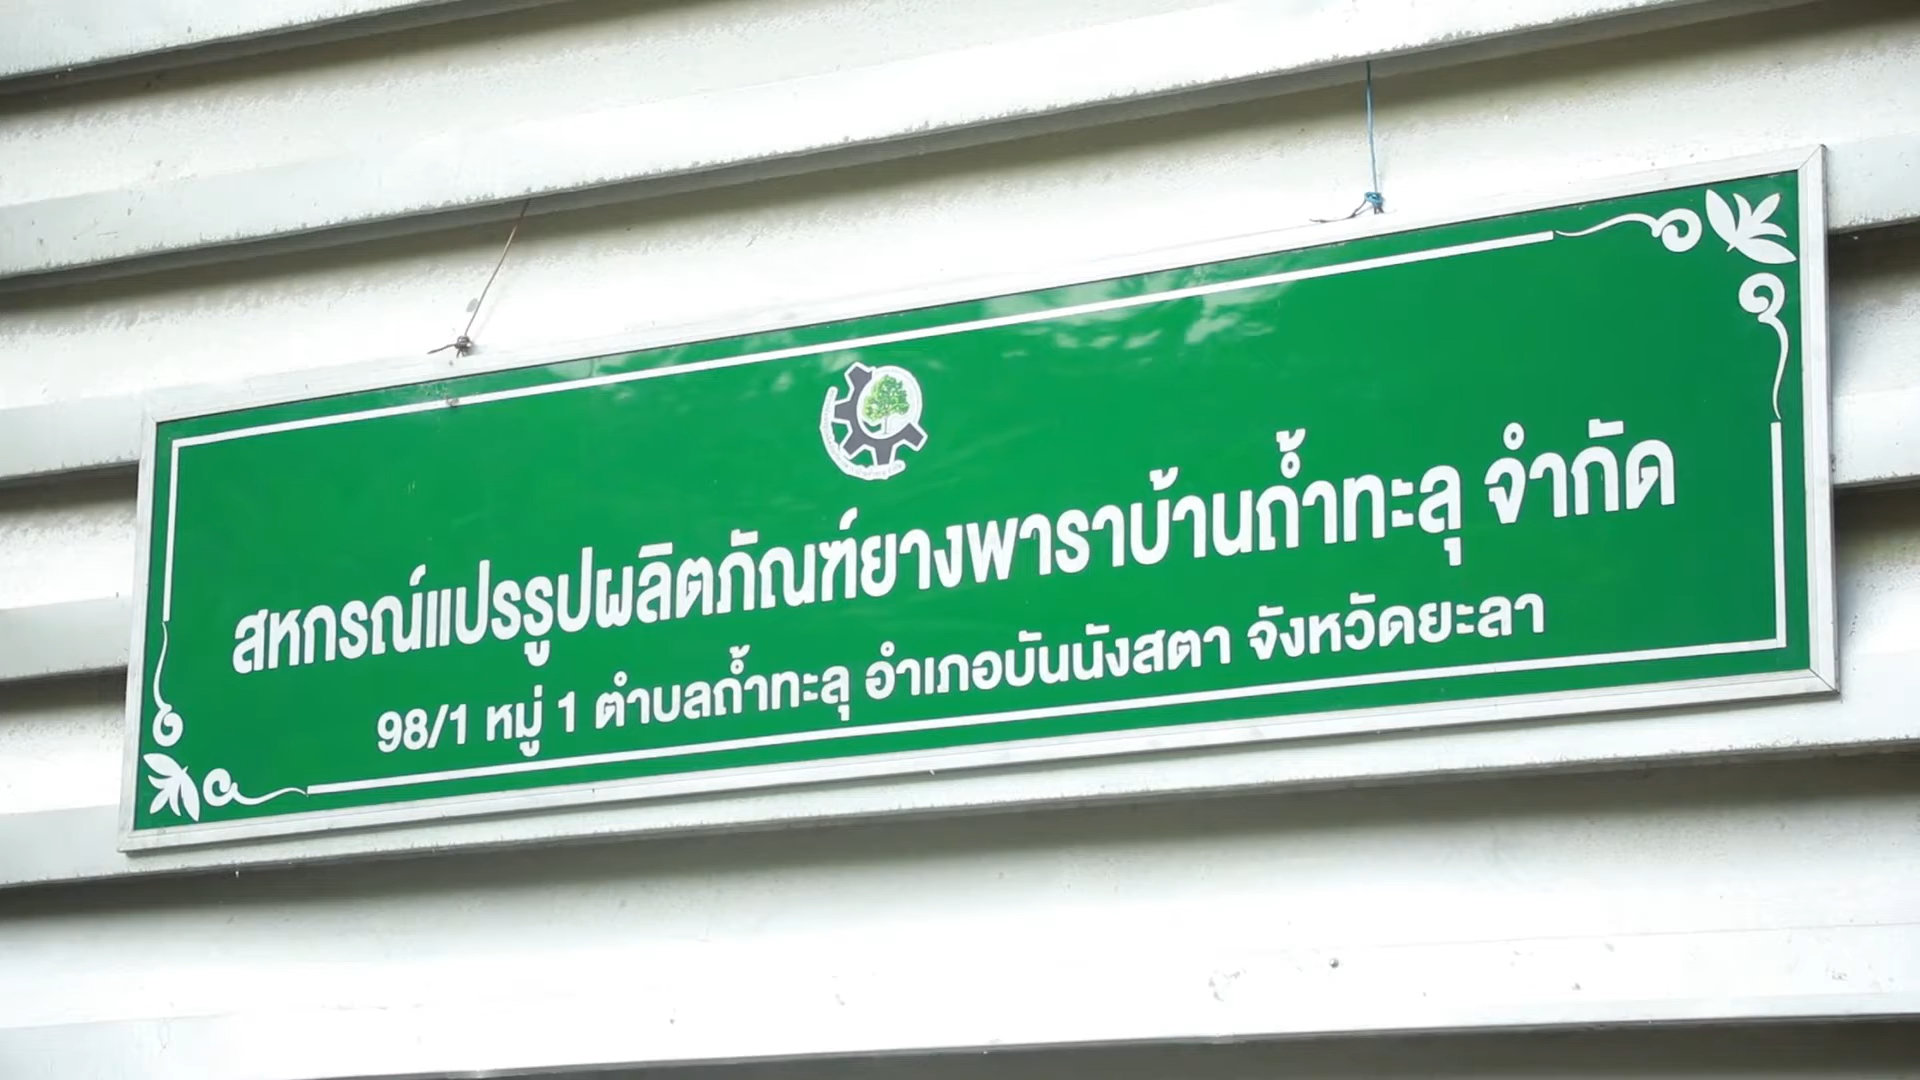 สหกรณ์แปรรูปผลิตภัณฑ์ยางพาราบ้านถ้ำทะลุ จำกัด
98/1 หมู่ 1 ตำบลถ้ำทะลุ อำเภอบันนังสตา จังหวัดยะลา